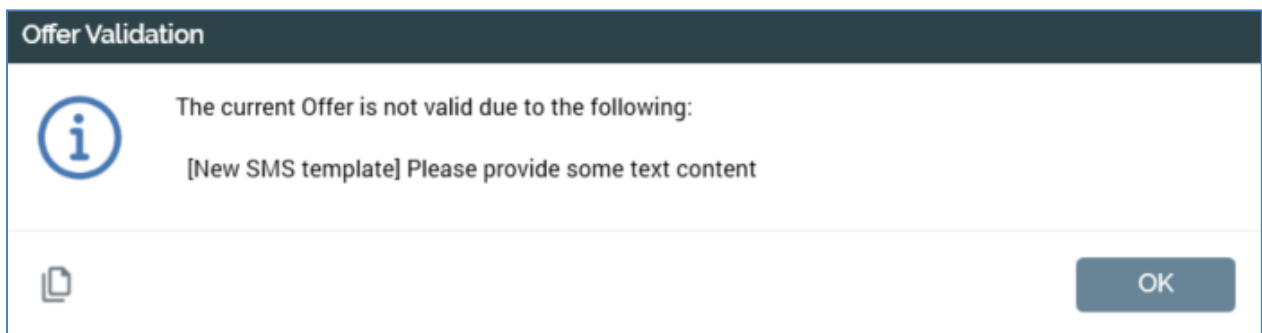 Offer Validation
The current Offer is not valid due to the following:
[New SMS template] Please provide some text content
OK